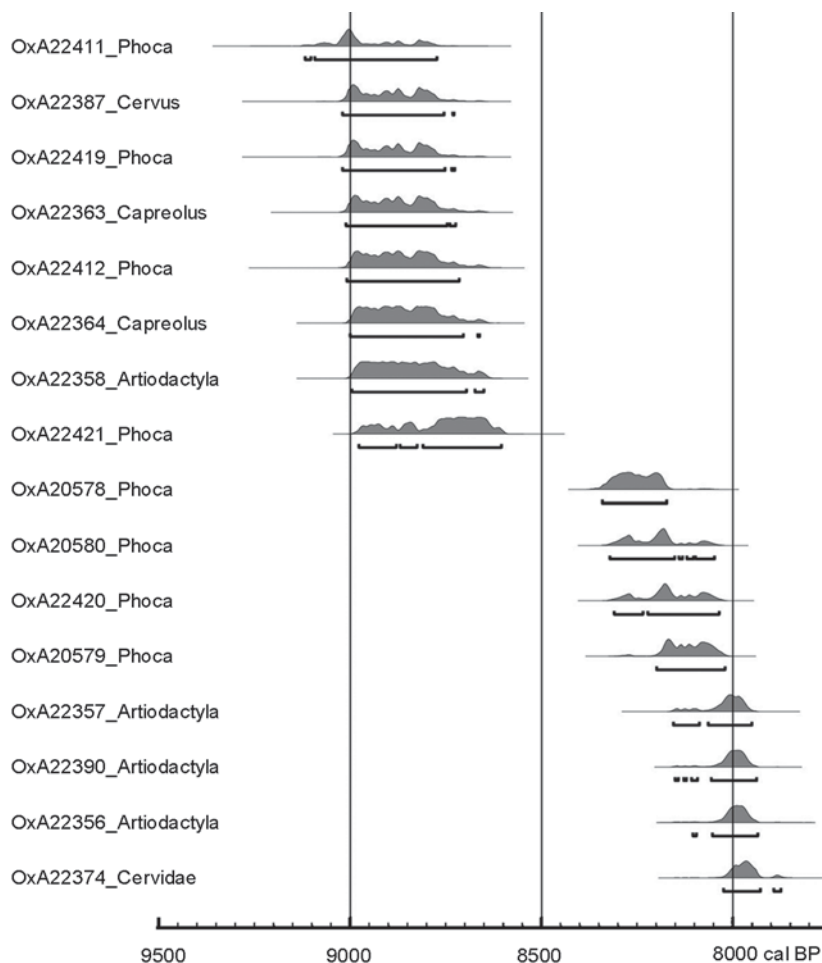 OxA22411_Phoca
OxA22387_Cervus
OxA22419_Phoca
OxA22363_Capreolus
OxA22412_Phoca
OxA22364_Capreolus
OxA22358_Artiodactyla
OxA22421_Phoca
OxA20578_Phoca
OxA20580_Phoca
OxA22420_Phoca
OxA20579_Phoca
OxA22357_Artiodactyla
OxA22390_Artiodactyla
OxA22356_Artiodactyla
OxA22374_Cervidae
9500 9000 8500 8000 cal BP